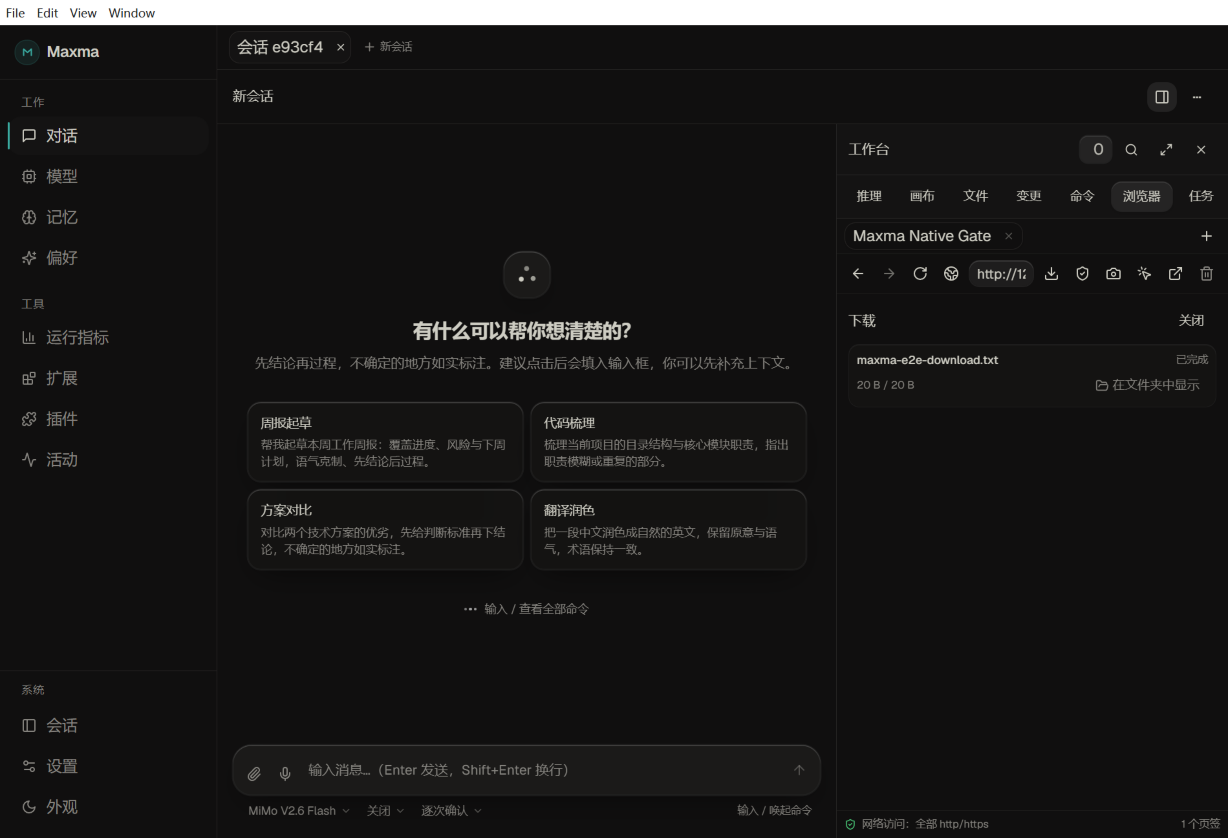 File Edit View Window
Maxma
工作
对话
模型
记忆
偏好
工具
运行指标
扩展
插件
活动
系统
会话
设置
外观
会话 e93cf4
新会话
新会话
有什么可以帮你想清楚的?
先结论再过程，不确定的地方如实标注。建议点击后会填入输入框，你可以先补充上下文。
周报起草
帮我起草本周工作周报：覆盖进度、风险与下周
计划，语气克制、先结论后过程。
代码梳理
梳理当前项目的目录结构与核心模块职责，指出
职责模糊或重复的部分。
方案对比
对比两个技术方案的优劣，先给判断标准再下结
论，不确定的地方如实标注。
翻译润色
把一段中文润色成自然的英文，保留原意与语
气，术语保持一致。
输入 / 查看全部命令
输入消息...（Enter 发送，Shift+Enter 换行）
MiMo V2.6 Flash 关闭 逐次确认 输入 / 唤起命令
工作台 0
推理 画布 文件 变更 命令 浏览器 任务
Maxma Native Gate
http://12
下载 关闭
maxma-e2e-download.txt 已完成
20 B / 20 B 在文件夹中显示
网络访问：全部 http/https 1 个页签